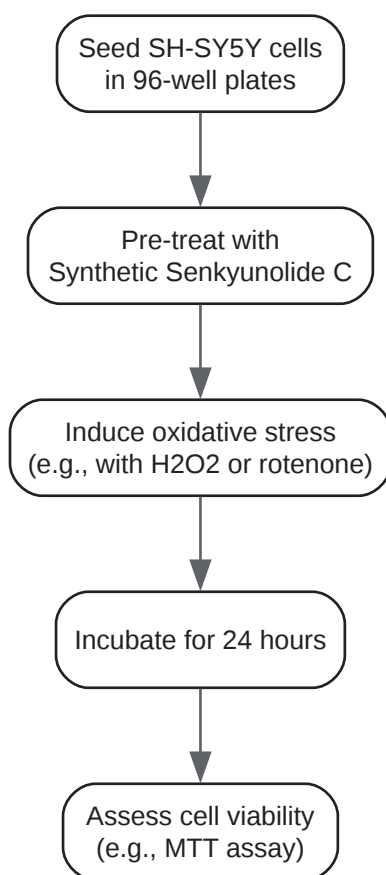 Seed SH-SY5Y cells
in 96-well plates
Pre-treat with
Synthetic Senkyunolide C
Induce oxidative stress
(e.g., with H2O2 or rotenone)
Incubate for 24 hours
Assess cell viability
(e.g., MTT assay)